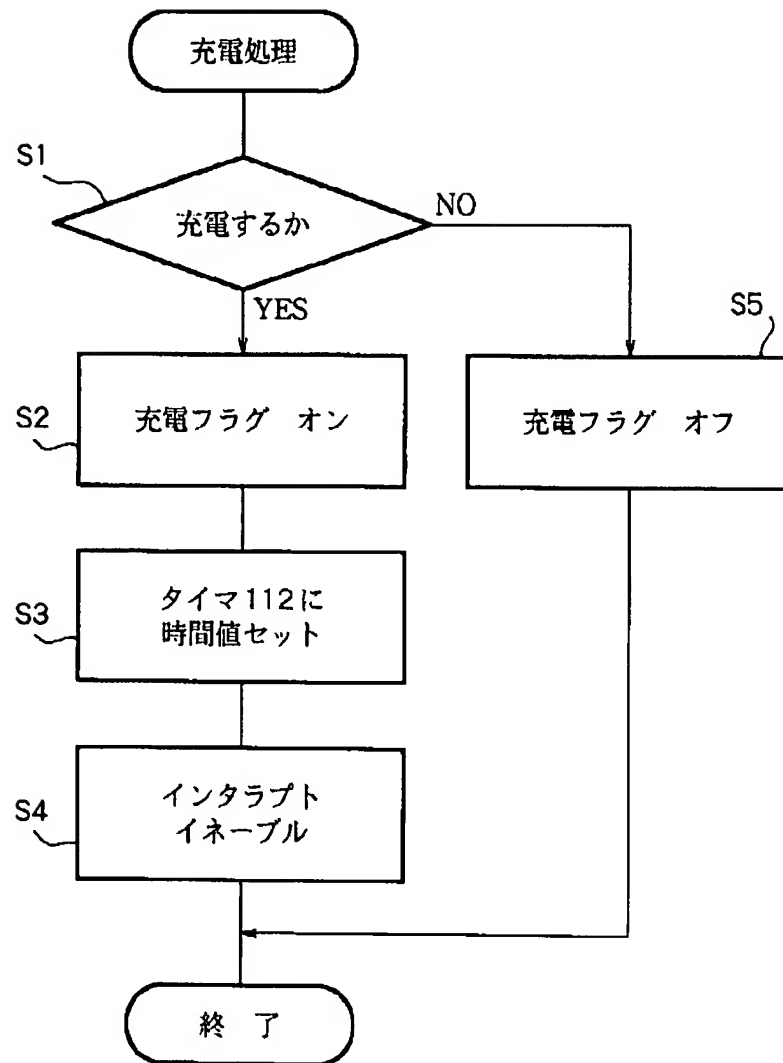 充電処理
S1
充電するか
NO
YES
S5
S2
充電フラグ オン
充電フラグ オフ
S3
タイマ112に
時間値セット
S4
インタラプト
イネーブル
終 了